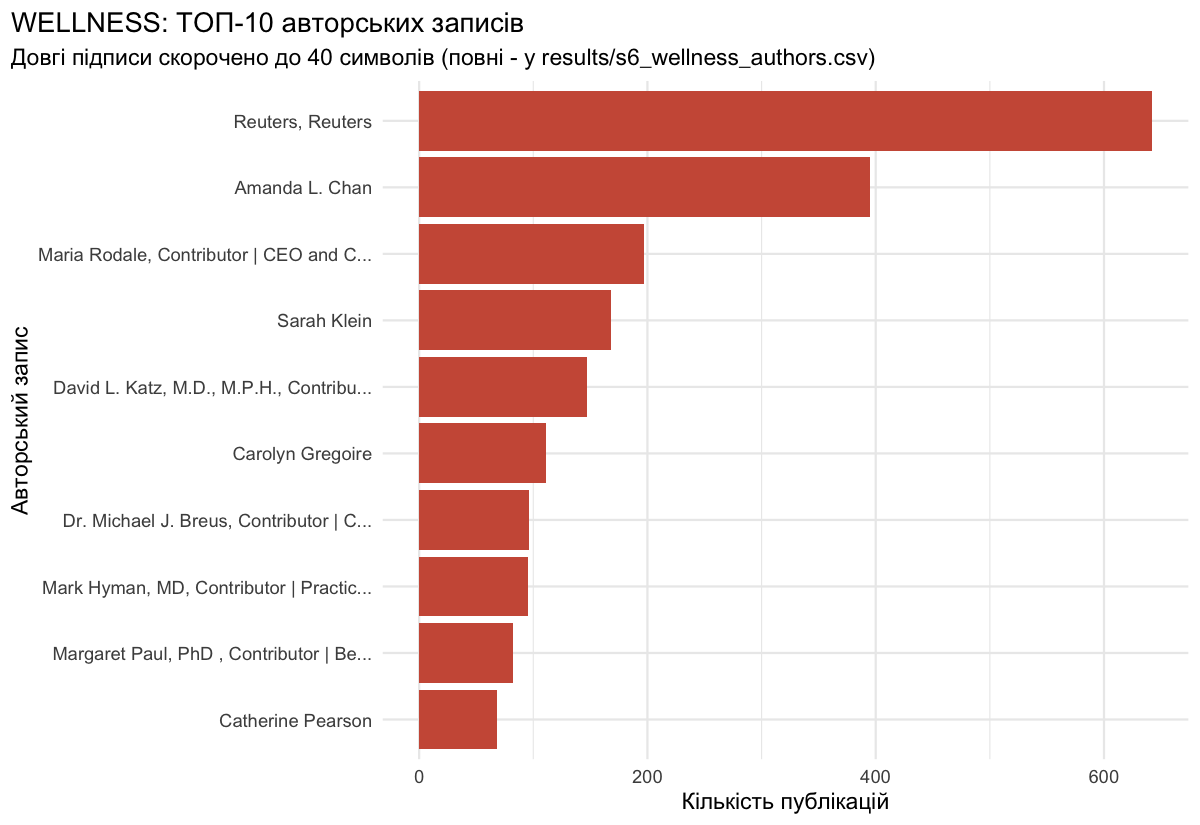 WELLNESS: ТОП-10 авторських записів
Довгі підписи скорочено до 40 символів (повні - у results/s6_wellness_authors.csv)
Авторський запис
Reuters, Reuters
Amanda L. Chan
Maria Rodale, Contributor | CEO and C...
Sarah Klein
David L. Katz, M.D., M.P.H., Contribu...
Carolyn Gregoire
Dr. Michael J. Breus, Contributor | C...
Mark Hyman, MD, Contributor | Practic...
Margaret Paul, PhD , Contributor | Be...
Catherine Pearson
0 200 400 600
Кількість публікацій